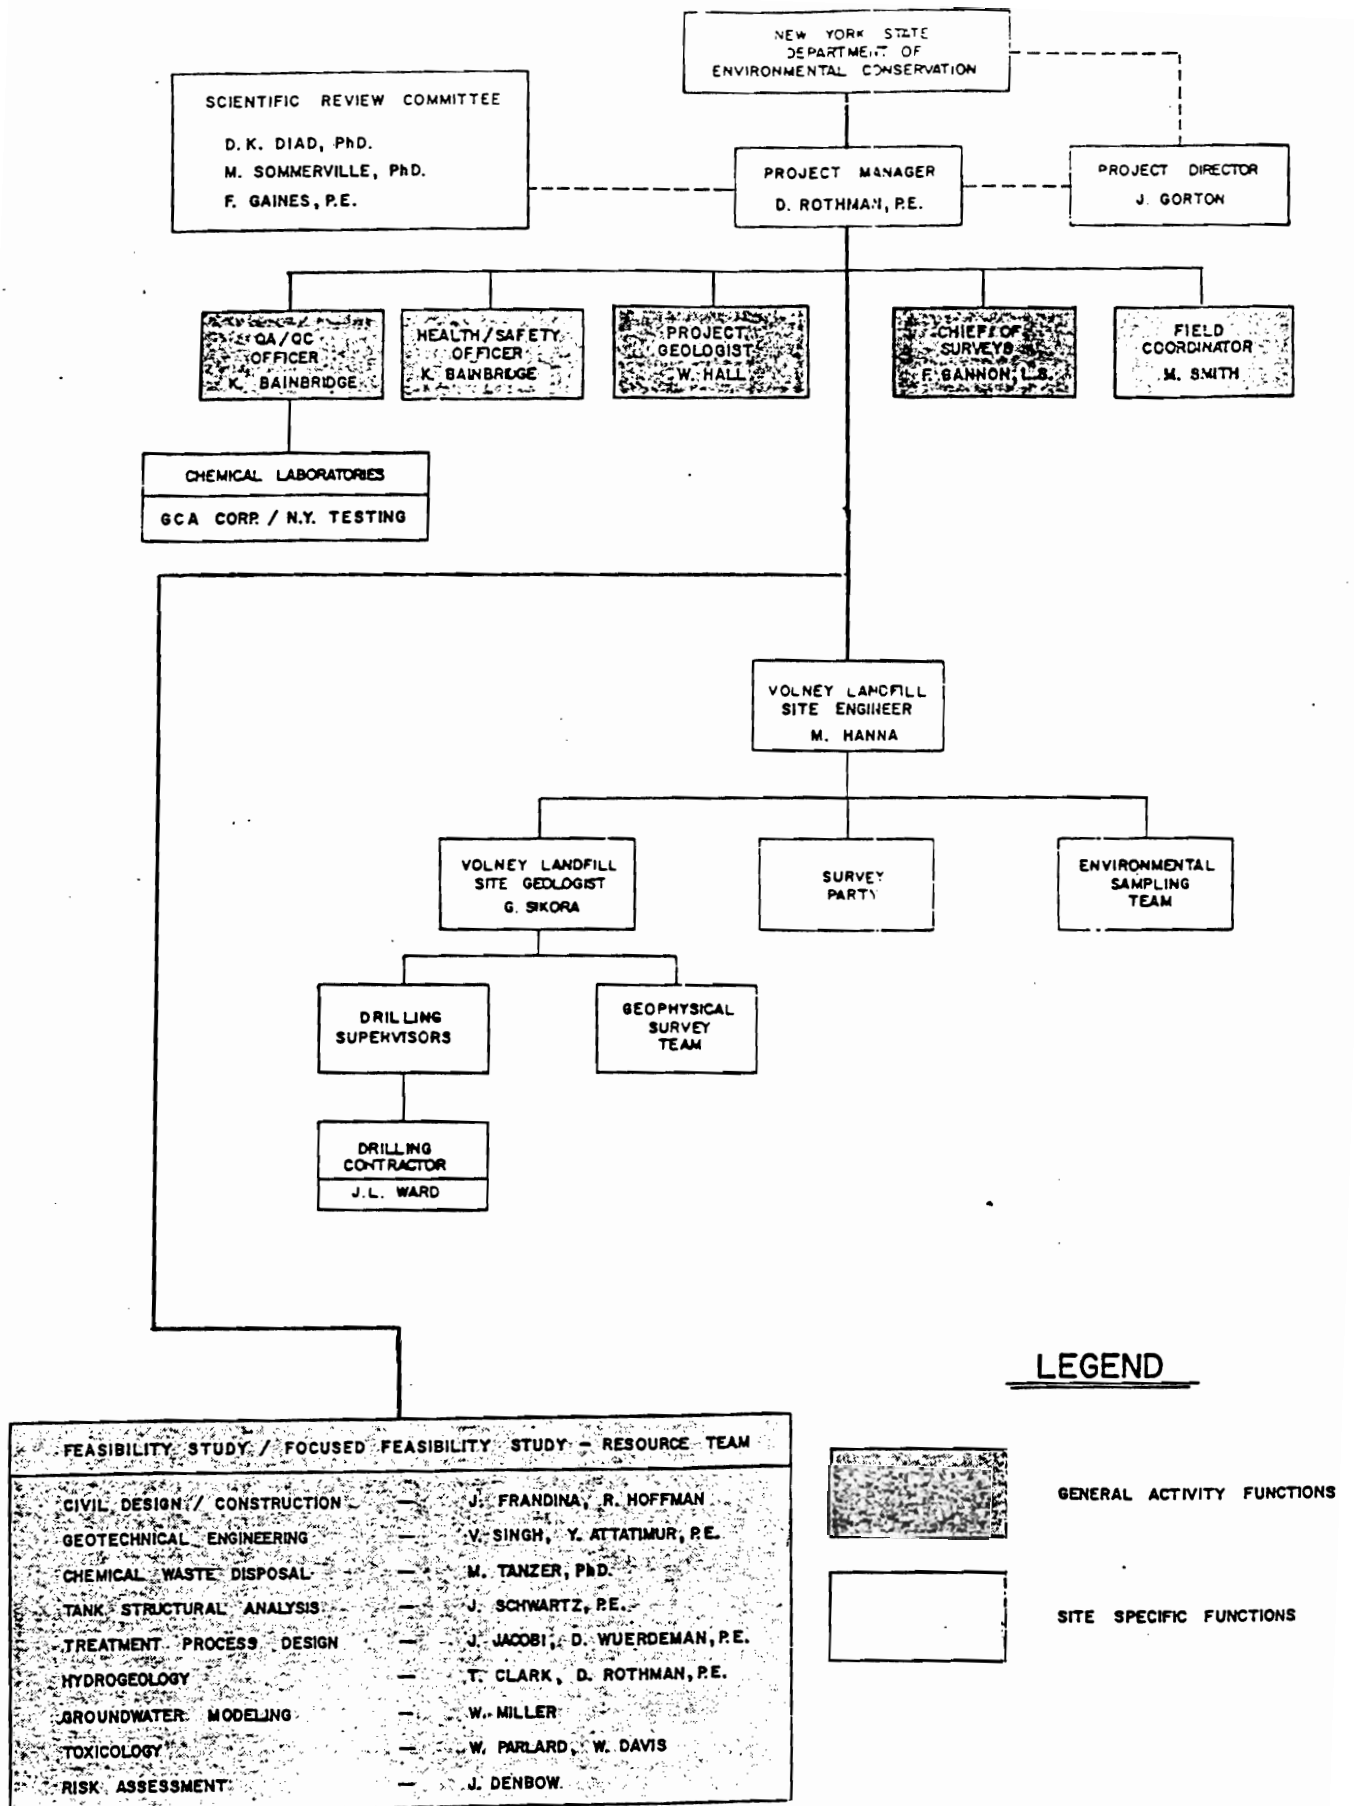 NEW YORK STATE
DEPARTMENT OF
ENVIRONMENTAL CONSERVATION
SCIENTIFIC REVIEW COMMITTEE
D. K. DIAD, PhD.
M. SOMMERVILLE, PhD.
F. GAINES, P.E.
PROJECT MANAGER
D. ROTHMAN, P.E.
PROJECT DIRECTOR
J. GORTON
QA/QC
OFFICER
K. BAINBRIDGE
HEALTH/SAFETY
OFFICER
K. BAINBRIDGE
PROJECT
GEOLOGIST
W. HALL
CHIEF OF
SURVEYS
F. GANNON, L.S.
FIELD
COORDINATOR
M. SMITH
CHEMICAL LABORATORIES
GCA CORP. / N.Y. TESTING
VOLNEY LANDFILL
SITE ENGINEER
M. HANNA
VOLNEY LANDFILL
SITE GEOLOGIST
G. SIKORA
SURVEY
PARTY
ENVIRONMENTAL
SAMPLING
TEAM
DRILLING
SUPERVISORS
GEOPHYSICAL
SURVEY
TEAM
DRILLING
CONTRACTOR
J.L. WARD
LEGEND
GENERAL ACTIVITY FUNCTIONS
SITE SPECIFIC FUNCTIONS
FEASIBILITY STUDY / FOCUSED FEASIBILITY STUDY - RESOURCE TEAM
CIVIL DESIGN / CONSTRUCTION — J. FRANDINA, R. HOFFMAN
GEOTECHNICAL ENGINEERING — V. SINGH, Y. ATTATIMUR, P.E.
CHEMICAL WASTE DISPOSAL — M. TANZER, PhD.
TANK STRUCTURAL ANALYSIS — J. SCHWARTZ, P.E.
TREATMENT PROCESS DESIGN — J. JACOBI, D. WUERDEMAN, P.E.
HYDROGEOLOGY — T. CLARK, D. ROTHMAN, P.E.
GROUNDWATER MODELING — W. MILLER
TOXICOLOGY — W. PARLARD, W. DAVIS
RISK ASSESSMENT — J. DENBOW